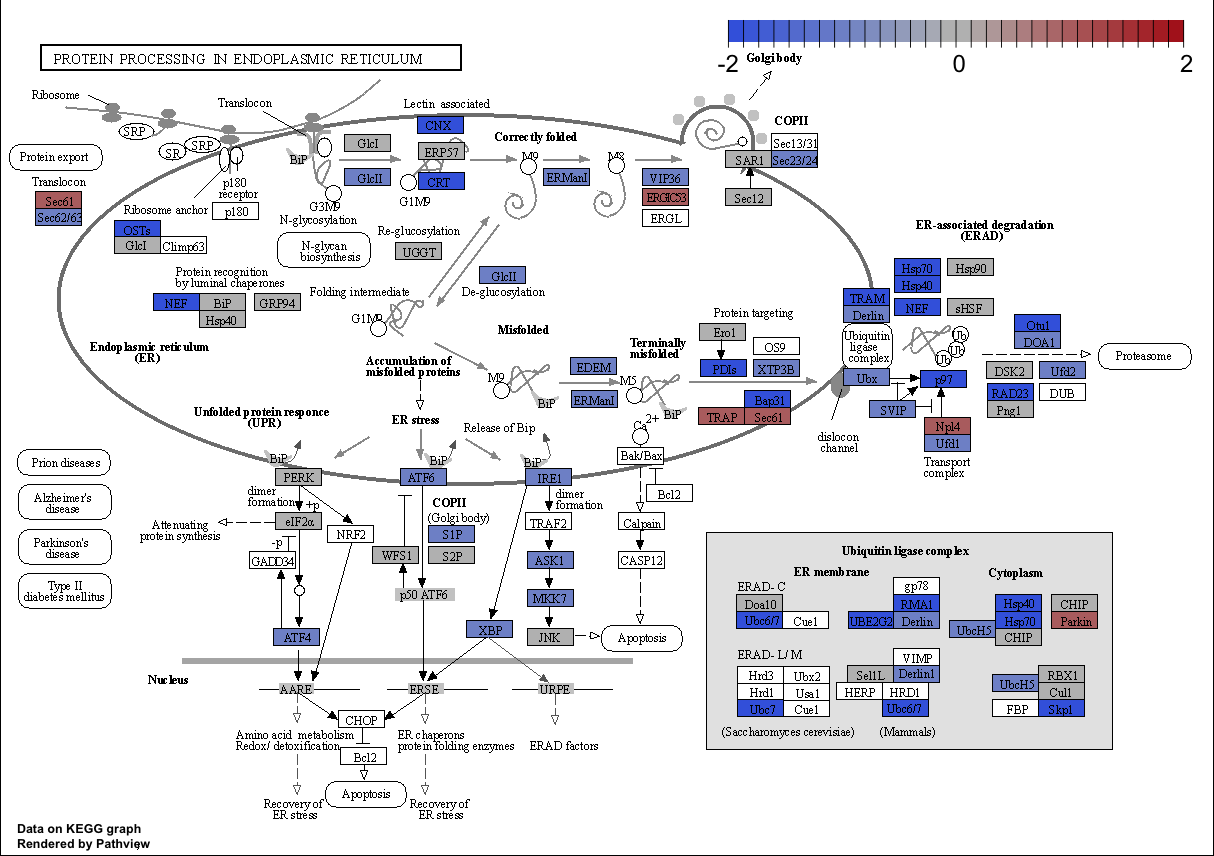 -2
0
2
PROTEIN PROCESSING IN ENDOPLASMIC RETICULUM
Golgi body
Ribosome
Translocon
Lectin associated
SRP
SR
SRP
BiP
GlcI
CNX
ERP57
Correctly folded
COPII
Sec13/31
Sec23/24
SAR1
Sec12
Protein export
Translocon
Sec61
Sec62/63
p180
receptor
p180
Ribosome anchor
OSTs
GlcI
Climp63
G3M9
N-glycosylation
N-glycan
biosynthesis
GlcII
CRT
G1M9
M9
ERManI
M8
VIP36
ERGIC53
ERGL
Re-glucosylation
UGGT
GlcII
De-glucosylation
ER-associated degradation
(ERAD)
Hsp70
Hsp40
Hsp90
NEF
sHSF
TRAM
Derlin
Ubiquitin
ligase
complex
Ub
Ub
Ub
Otu1
DOA1
Proteasome
Protein recognition
by luminal chaperones
NEF
BiP
GRP94
Hsp40
Folding intermediate
G1M9
Endoplasmic reticulum
(ER)
Misfolded
Accumulation of
misfolded proteins
Terminally
misfolded
Protein targeting
Ero1
OS9
PDIs
XTP3B
M9
BiP
EDEM
ERManI
M5
BiP
Bap31
TRAP
Sec61
Ubx
p97
SVIP
DSK2
Ufd2
RAD23
DUB
Png1
Npl4
Ufd1
Transport
complex
dislocon
channel
Unfolded protein responce
(UPR)
ER stress
Release of Bip
Ca2+
Bak/Bax
Bcl2
BiP
PERK
BiP
ATF6
BiP
IRE1
Prion diseases
Alzheimer's
disease
Parkinson's
disease
Type II
diabetes mellitus
dimer
formation
+p
eIF2α
Attenuating
protein synthesis
-p
GADD34
NRF2
ATF4
COPII
(Golgi body)
S1P
S2P
WFS1
p50 ATF6
dimer
formation
TRAF2
ASK1
MKK7
JNK
XBP
Calpain
CASP12
Apoptosis
Nucleus
AARE
ERSE
URPE
CHOP
Bcl2
Apoptosis
Amino acid metabolism
Redox/ detoxification
ER chaperons
protein folding enzymes
ERAD factors
Recovery of
ER stress
Recovery of
ER stress
Ubiquitin ligase complex
ER membrane
Cytoplasm
ERAD- C
Doa10
Ubc6/7
Cue1
gp78
RMA1
UBE2G2
Derlin
Hsp40
Hsp70
UbcH5
CHIP
CHIP
Parkin
ERAD- L/ M
Hrd3
Ubx2
Hrd1
Usa1
Ubc7
Cue1
VIMP
Sel1L
Derlin1
HERP
HRD1
Ubc6/7
UbcH5
RBX1
Cul1
FBP
Skp1
(Saccharomyces cerevisiae)
(Mammals)
Data on KEGG graph
Rendered by Pathview